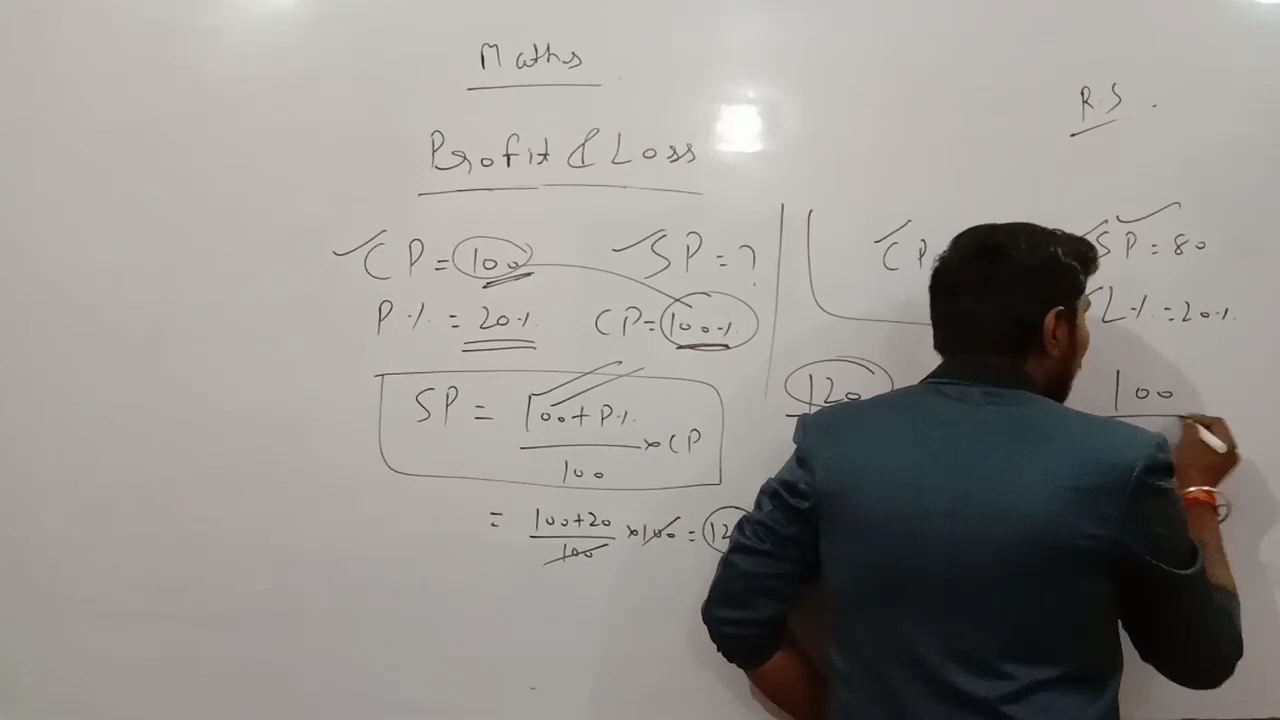 Maths
RS.
Profit & Loss
CP = 100 SP = ?
P% = 20% CP = 100%
SP = 100 + P% / 100 × CP
= 100+20 / 100 × 100 = 12
CP
SP = 80
L% = 20%
120
100